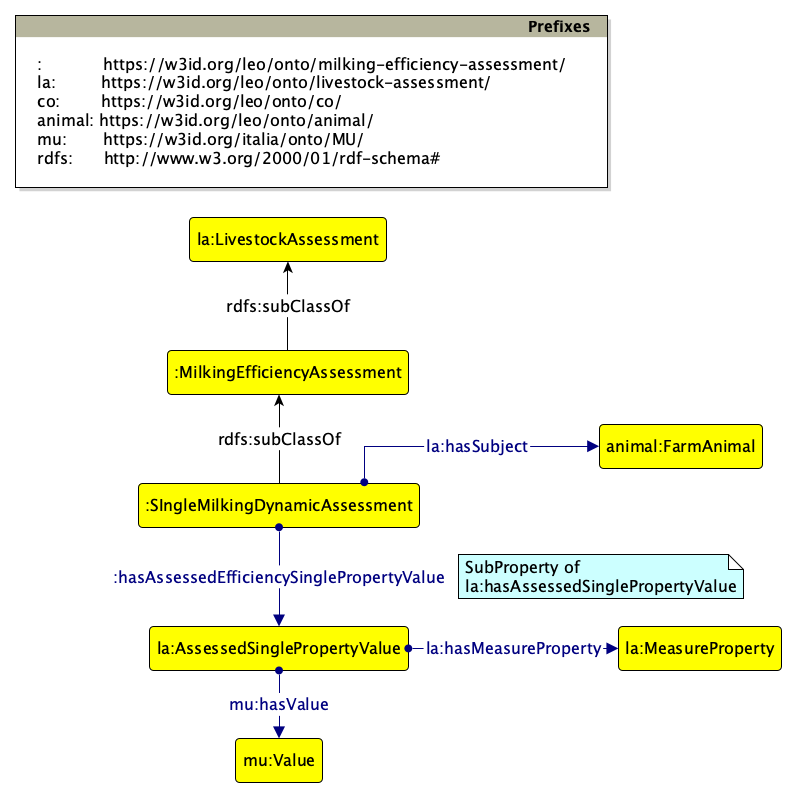 Prefixes
: https://w3id.org/leo/onto/milking-efficiency-assessment/
la: https://w3id.org/leo/onto/livestock-assessment/
co: https://w3id.org/leo/onto/co/
animal: https://w3id.org/leo/onto/animal/
mu: https://w3id.org/italia/onto/MU/
rdfs: http://www.w3.org/2000/01/rdf-schema#
la:LivestockAssessment
rdfs:subClassOf
:MilkingEfficiencyAssessment
rdfs:subClassOf
la:hasSubject
animal:FarmAnimal
:SIngleMilkingDynamicAssessment
:hasAssessedEfficiencySinglePropertyValue
SubProperty of
la:hasAssessedSinglePropertyValue
la:AssessedSinglePropertyValue
la:hasMeasureProperty
la:MeasureProperty
mu:hasValue
mu:Value